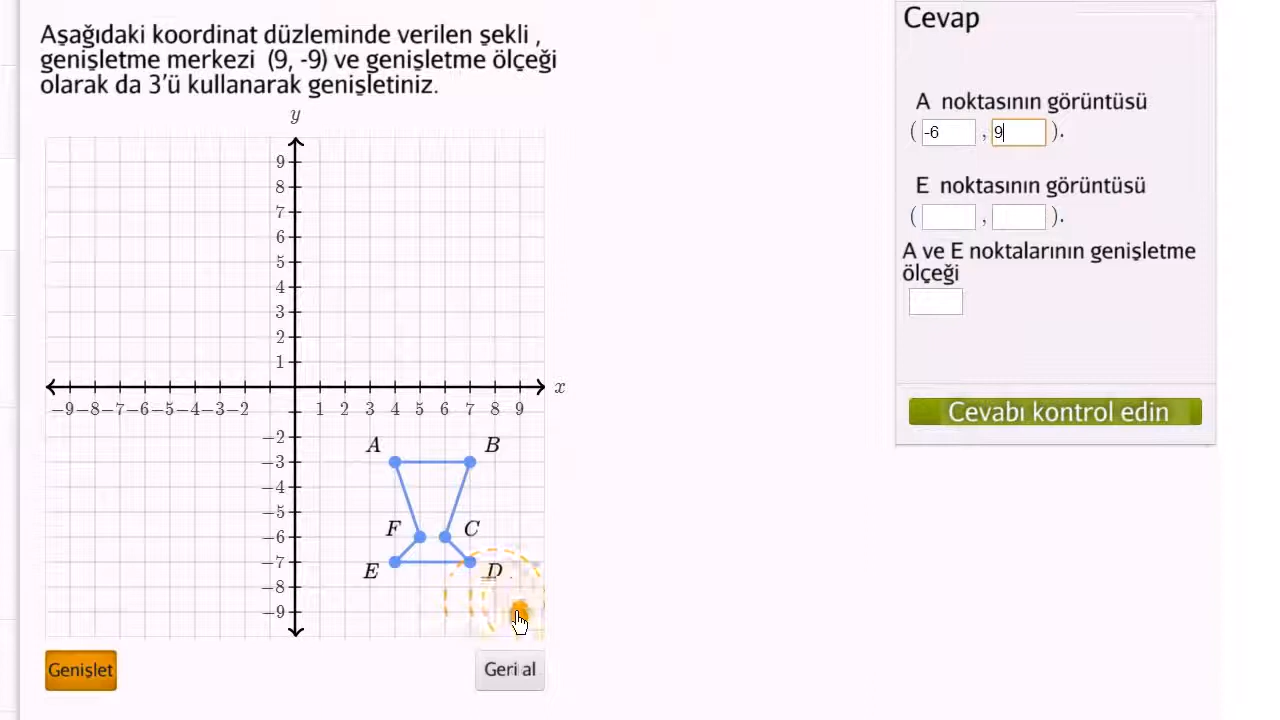 Aşağıdaki koordinat düzleminde verilen şekli ,
genişletme merkezi (9, -9) ve genişletme ölçeği
olarak da 3'ü kullanarak genişletiniz.
y
9
8
7
6
5
4
3
2
1
x
−9−8−7−6−5−4−3−2 1 2 3 4 5 6 7 8 9
−2
A B
−3
−4
−5
F C
−6
−7
E D
−8
−9
Genişlet Geri al
Cevap
A noktasının görüntüsü
( -6 , 9 ).
E noktasının görüntüsü
( , ).
A ve E noktalarının genişletme
ölçeği
Cevabı kontrol edin